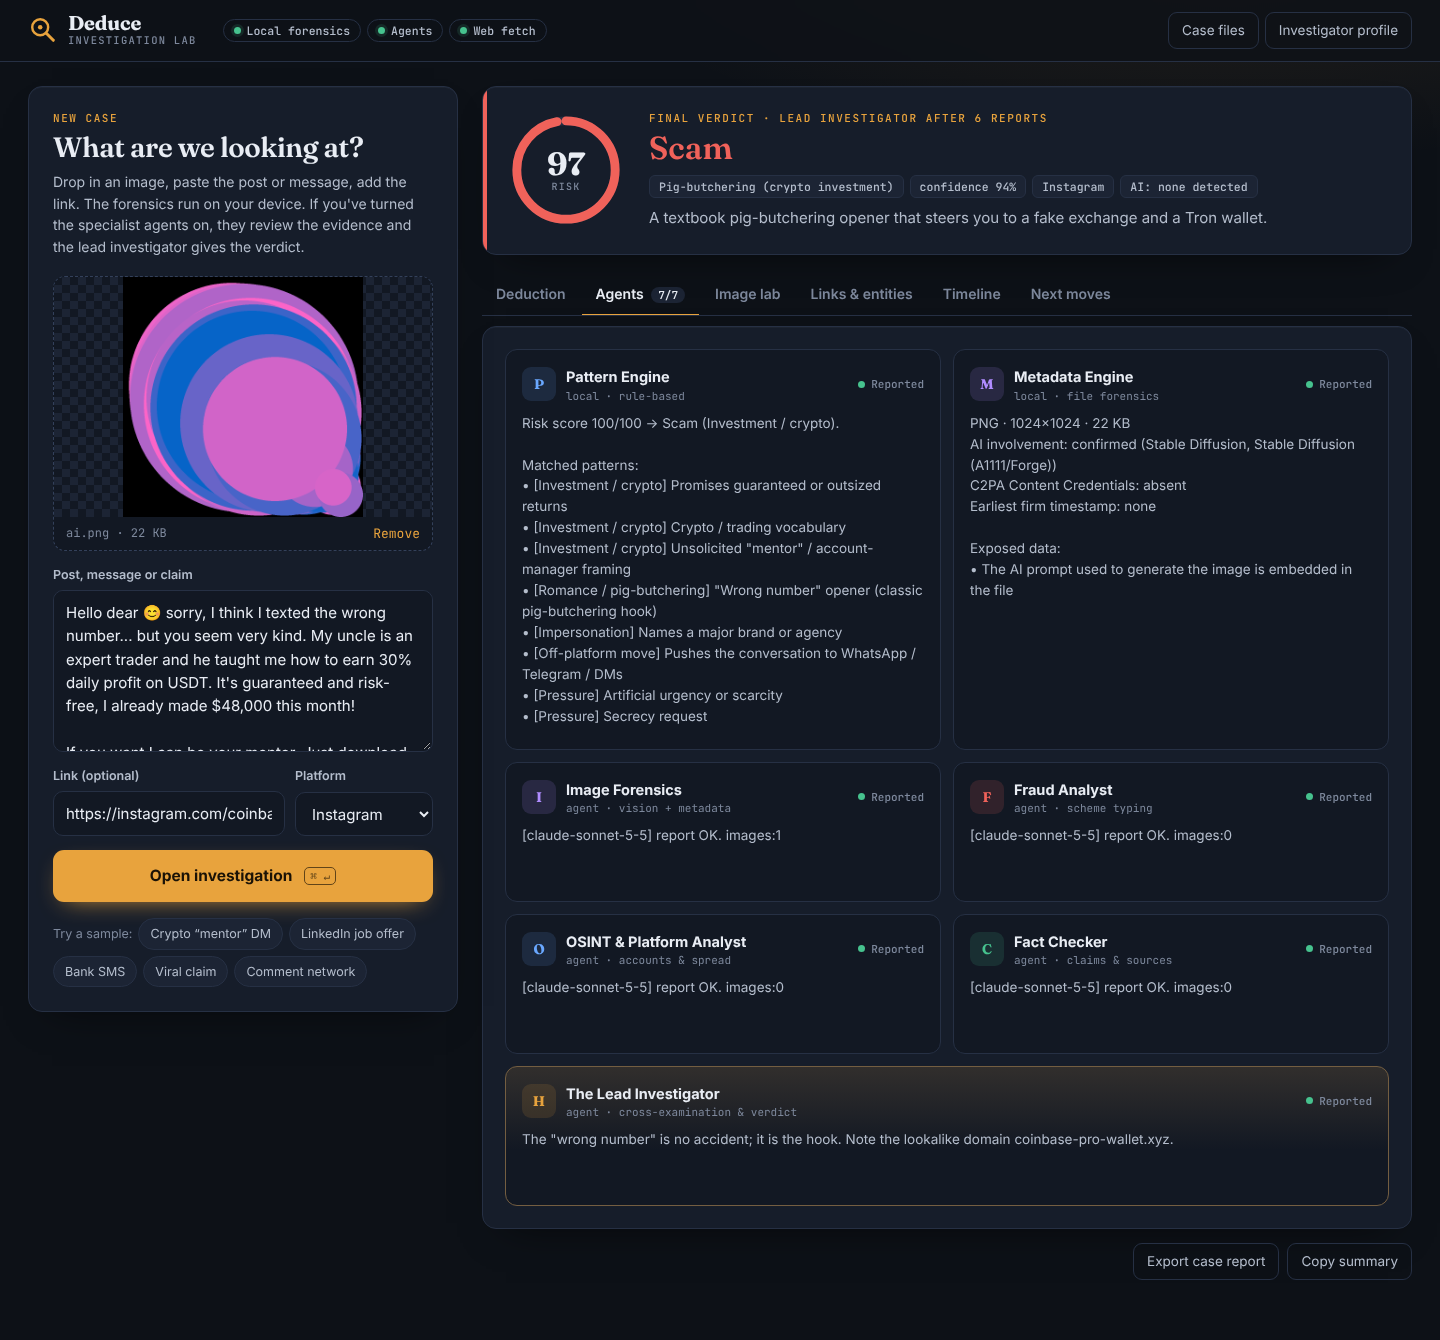 Deduce
INVESTIGATION LAB
Local forensics
Agents
Web fetch
Case files
Investigator profile
NEW CASE
What are we looking at?
Drop in an image, paste the post or message, add the
link. The forensics run on your device. If you've turned
the specialist agents on, they review the evidence and
the lead investigator gives the verdict.
ai.png · 22 KB
Remove
Post, message or claim
Hello dear 😊 sorry, I think I texted the wrong
number... but you seem very kind. My uncle is an
expert trader and he taught me how to earn 30%
daily profit on USDT. It's guaranteed and risk-
free, I already made $48,000 this month!
If you want I can be your mentor. Just download
Link (optional)
Platform
https://instagram.com/coinba
Instagram
Open investigation ⌘ ↵
Try a sample:
Crypto “mentor” DM
LinkedIn job offer
Bank SMS
Viral claim
Comment network
97
RISK
FINAL VERDICT · LEAD INVESTIGATOR AFTER 6 REPORTS
Scam
Pig-butchering (crypto investment)
confidence 94%
Instagram
AI: none detected
A textbook pig-butchering opener that steers you to a fake exchange and a Tron wallet.
Deduction
Agents 7/7
Image lab
Links & entities
Timeline
Next moves
P
Pattern Engine
local · rule-based
Reported
Risk score 100/100 → Scam (Investment / crypto).
Matched patterns:
• [Investment / crypto] Promises guaranteed or outsized
returns
• [Investment / crypto] Crypto / trading vocabulary
• [Investment / crypto] Unsolicited "mentor" / account-
manager framing
• [Romance / pig-butchering] "Wrong number" opener (classic
pig-butchering hook)
• [Impersonation] Names a major brand or agency
• [Off-platform move] Pushes the conversation to WhatsApp /
Telegram / DMs
• [Pressure] Artificial urgency or scarcity
• [Pressure] Secrecy request
M
Metadata Engine
local · file forensics
Reported
PNG · 1024×1024 · 22 KB
AI involvement: confirmed (Stable Diffusion, Stable Diffusion
(A1111/Forge))
C2PA Content Credentials: absent
Earliest firm timestamp: none
Exposed data:
• The AI prompt used to generate the image is embedded in
the file
I
Image Forensics
agent · vision + metadata
Reported
[claude-sonnet-5-5] report OK. images:1
F
Fraud Analyst
agent · scheme typing
Reported
[claude-sonnet-5-5] report OK. images:0
O
OSINT & Platform Analyst
agent · accounts & spread
Reported
[claude-sonnet-5-5] report OK. images:0
C
Fact Checker
agent · claims & sources
Reported
[claude-sonnet-5-5] report OK. images:0
H
The Lead Investigator
agent · cross-examination & verdict
Reported
The "wrong number" is no accident; it is the hook. Note the lookalike domain coinbase-pro-wallet.xyz.
Export case report
Copy summary